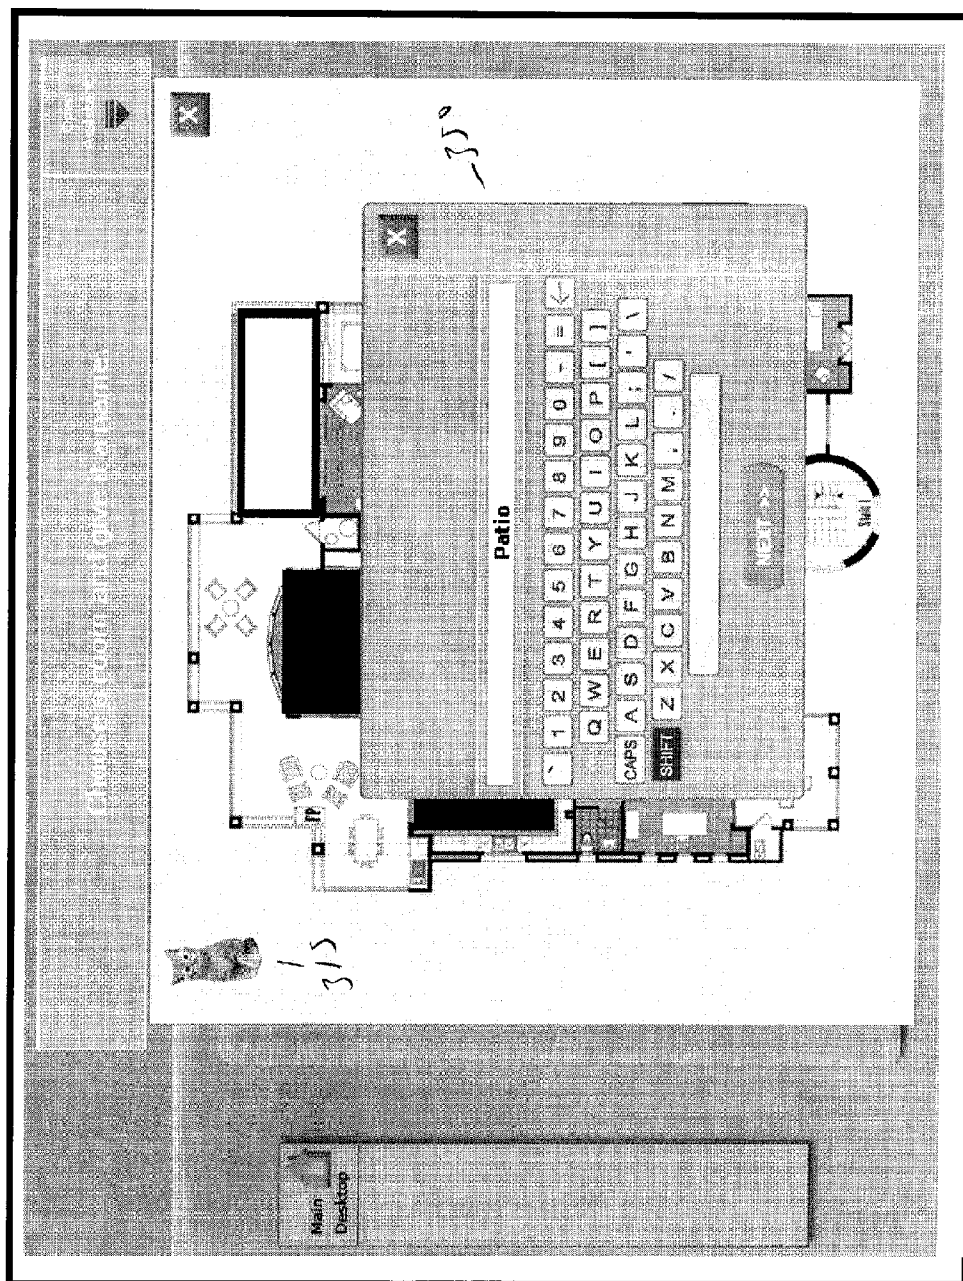 X
350
X
Patio
` 1 2 3 4 5 6 7 8 9 0 - = <-
Q W E R T Y U I O P [ ]
CAPS A S D F G H J K L ; ' \
SHIFT Z X C V B N M , . /
NEXT >>
315
Main
Desktop